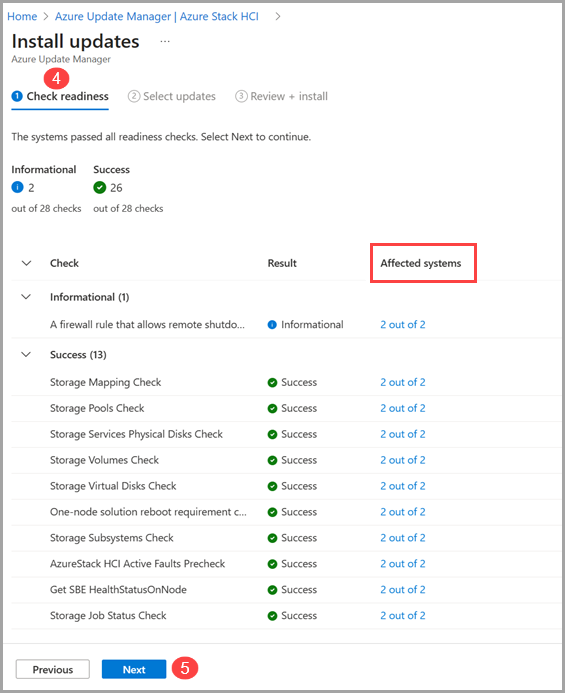 Home > Azure Update Manager | Azure Stack HCI >
Install updates ...
Azure Update Manager
4
1 Check readiness 2 Select updates 3 Review + install
The systems passed all readiness checks. Select Next to continue.
Informational Success
2 26
out of 28 checks out of 28 checks
Check Result Affected systems
Informational (1)
A firewall rule that allows remote shutdo... Informational 2 out of 2
Success (13)
Storage Mapping Check Success 2 out of 2
Storage Pools Check Success 2 out of 2
Storage Services Physical Disks Check Success 2 out of 2
Storage Volumes Check Success 2 out of 2
Storage Virtual Disks Check Success 2 out of 2
One-node solution reboot requirement c... Success 2 out of 2
Storage Subsystems Check Success 2 out of 2
AzureStack HCI Active Faults Precheck Success 2 out of 2
Get SBE HealthStatusOnNode Success 2 out of 2
Storage Job Status Check Success 2 out of 2
Previous Next 5